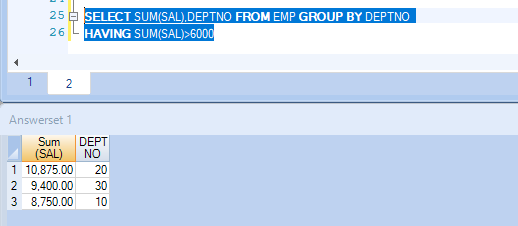 25 SELECT SUM(SAL),DEPTNO FROM EMP GROUP BY DEPTNO
26 HAVING SUM(SAL)>6000
1 2
Answerset 1
Sum (SAL) DEPT NO
1 10,875.00 20
2 9,400.00 30
3 8,750.00 10